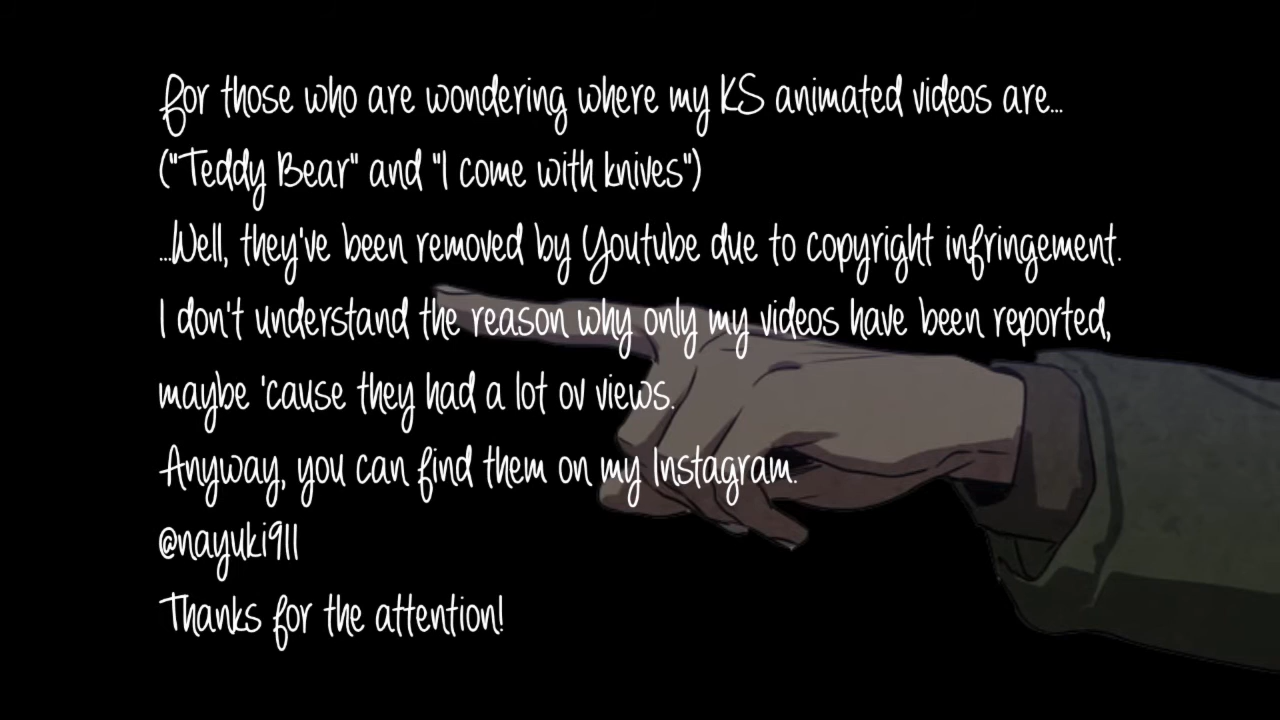 For those who are wondering where my KS animated videos are...
("Teddy Bear" and "I come with knives")
...Well, they've been removed by Youtube due to copyright infringement.
I don't understand the reason why only my videos have been reported,
maybe 'cause they had a lot ov views.
Anyway, you can find them on my Instagram.
@nayuki911
Thanks for the attention!